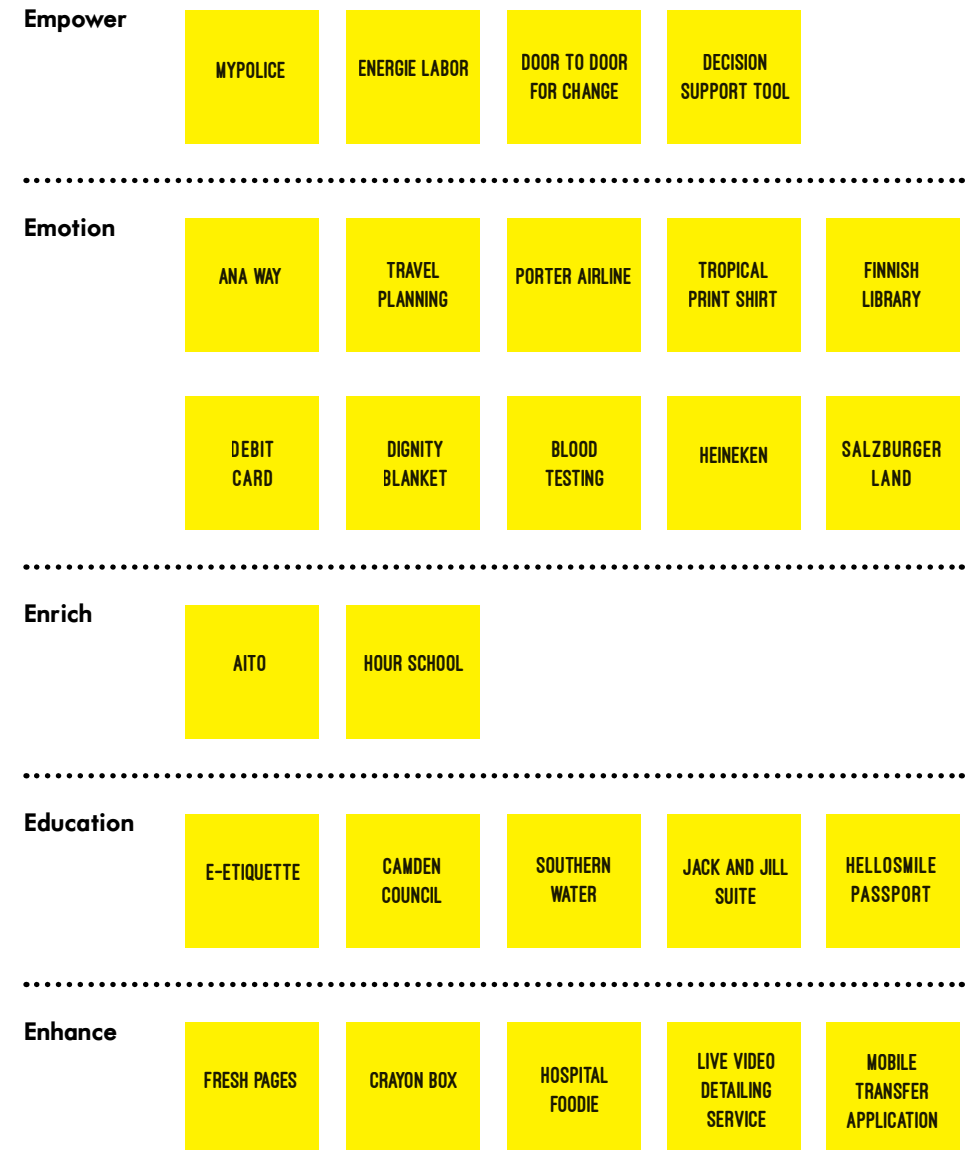 Empower
MYPOLICE
ENERGIE LABOR
DOOR TO DOOR
FOR CHANGE
DECISION
SUPPORT TOOL
Emotion
ANA WAY
TRAVEL
PLANNING
PORTER AIRLINE
TROPICAL
PRINT SHIRT
FINNISH
LIBRARY
DEBIT
CARD
DIGNITY
BLANKET
BLOOD
TESTING
HEINEKEN
SALZBURGER
LAND
Enrich
AITO
HOUR SCHOOL
Education
E-ETIQUETTE
CAMDEN
COUNCIL
SOUTHERN
WATER
JACK AND JILL
SUITE
HELLOSMILE
PASSPORT
Enhance
FRESH PAGES
CRAYON BOX
HOSPITAL
FOODIE
LIVE VIDEO
DETAILING
SERVICE
MOBILE
TRANSFER
APPLICATION